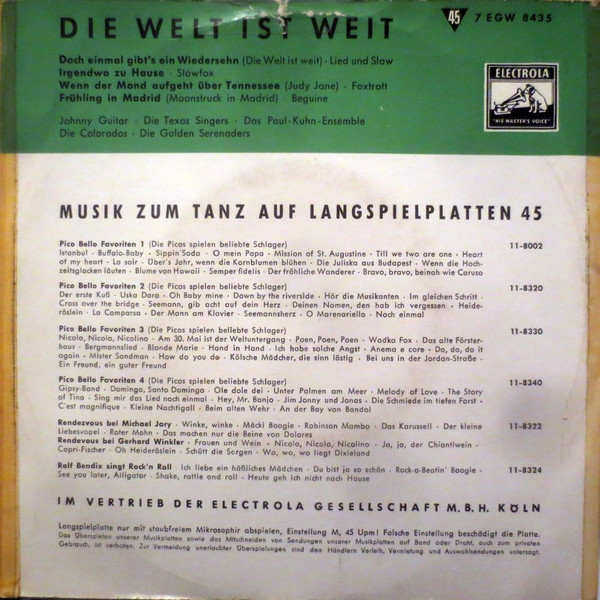 DIE WELT IST WEIT
45
7 EGW 8435
Doch einmal gibt's ein Wiedersehn (Die Welt ist weit) · Lied und Slow
Irgendwo zu Hause · Slowfox
Wenn der Mond aufgeht über Tennessee (Judy Jane) · Foxtrott
Frühling in Madrid (Moonstruck in Madrid) · Beguine
ELECTROLA
"HIS MASTER'S VOICE"
Johnny Guitar · Die Texas Singers · Das Paul-Kuhn-Ensemble
Die Colorados · Die Golden Serenaders
MUSIK ZUM TANZ AUF LANGSPIELPLATTEN 45
Pico Bello Favoriten 1 (Die Picos spielen beliebte Schlager) 11-8002
Istanbul · Buffalo-Baby · Sippin' Soda · O mein Papa · Mission of St. Augustine · Till we two are one · Heart
of my heart · La soir · Über's Jahr, wenn die Kornblumen blühen · Die Juliska aus Budapest · Wenn die Hoch-
zeitsglocken läuten · Blume von Hawaii · Semper fidelis · Der fröhliche Wanderer · Bravo, bravo, beinah wie Caruso
Pico Bello Favoriten 2 (Die Picos spielen beliebte Schlager) 11-8320
Der erste Kuß · Uska Dara · Oh Baby mine · Dawn by the riverside · Hör die Musikanten · Im gleichen Schritt ·
Cross over the bridge · Seemann, gib acht auf dein Herz · Deinen Namen, den hab ich vergessen · Heide-
röslein · La Comparsa · Der Mann am Klavier · Seemannsherz · O Marenariello · Noch einmal
Pico Bello Favoriten 3 (Die Picos spielen beliebte Schlager) 11-8330
Nicolo, Nicolo, Nicolino · Am 30. Mai ist der Weltuntergang · Poen, Poen, Poen · Wodka Fox · Das alte Förster-
haus · Bergmannslied · Blonde Marie · Hand in Hand · Ich habe solche Angst · Anema e core · Do, do, do it
again · Mister Sandman · How do you do · Kölsche Mädcher, die sinn löstig · Bei uns in der Jordan-Straße ·
Ein Freund, ein guter Freund
Pico Bello Favoriten 4 (Die Picos spielen beliebte Schlager) 11-8340
Gipsy-Band · Domingo, Santo Domingo · Ole dole dei · Unter Palmen am Meer · Melody of Love · The Story
of Tina · Sing mir das Lied noch einmal · Hey, Mr. Banjo · Jim Jonny und Jonas · Die Schmiede im tiefen Forst ·
C'est magnifique · Kleine Nachtigall · Beim alten Wehr · An der Bay von Bandol
Rendezvous bei Michael Jary · Winke, winke · Mäcki Boogie · Robinson Mambo · Das Karussell · Der kleine 11-8322
Liebesvogel · Roter Mohn · Das machen nur die Beine von Dolores
Rendevous bei Gerhard Winkler · Frauen und Wein · Nicolo, Nicolo, Nicolino · Ja, ja, der Chiantiwein ·
Capri-Fischer · Oh Heideröslein · Schütt die Sorgen · Wo, wo, wo liegt Dixieland
Ralf Bendix singt Rock'n Roll · Ich liebe ein häßliches Mädchen · Du bist ja so schön · Rock-a-Beatin' Boogie · 11-8324
See you later, Alligator · Shake, rattle and roll · Heute geh ich nicht nach Hause
IM VERTRIEB DER ELECTROLA GESELLSCHAFT M.B.H. KÖLN
Langspielplatte nur mit staubfreiem Mikrosaphir abspielen, Einstellung M, 45 Upm! Falsche Einstellung beschädigt die Platte.
Das Überspielen unserer Musikplatten sowie das Mitschneiden von Sendungen unserer Musikplatten auf Band oder Draht, auch zum privaten
Gebrauch, ist verboten. Zur Vermeidung unerlaubter Überspielungen sind den Händlern Verleih, Vermietung und Auswahlsendungen untersagt.